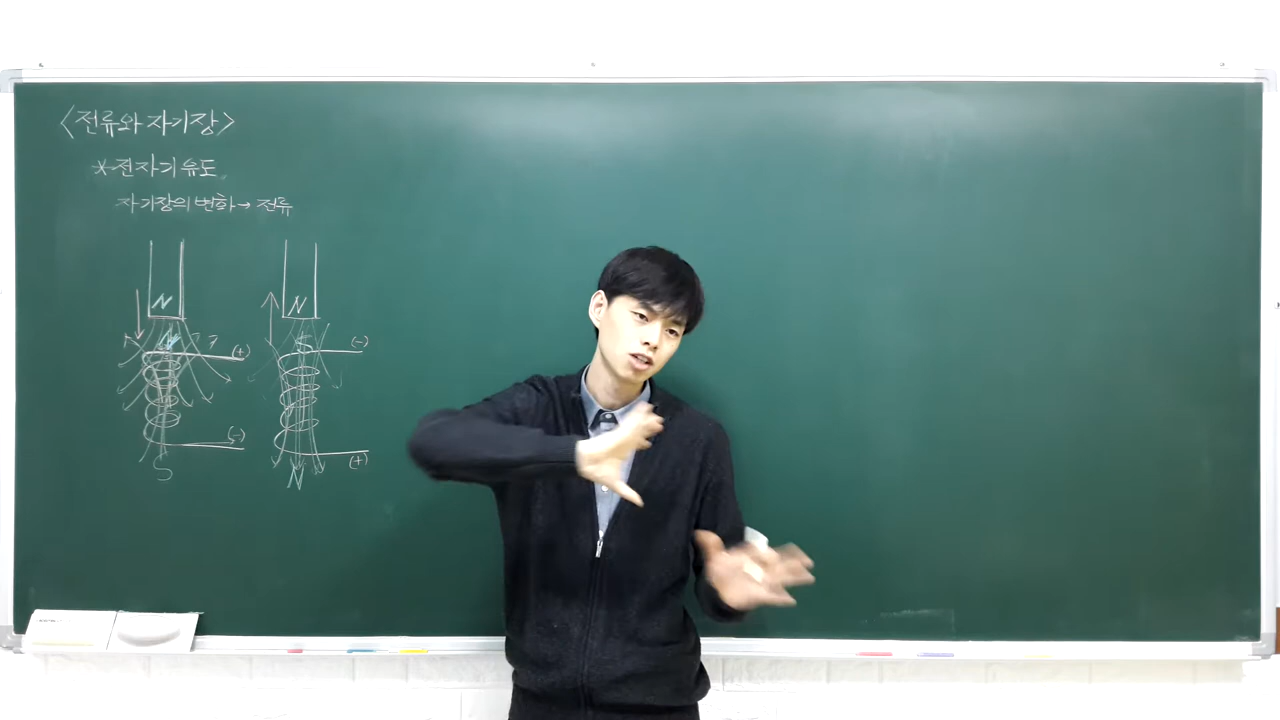 <전류와 자기장>
*전자기유도
자기장의 변화→전류
N N
N S
(+) (-)
(-) (+)
S N